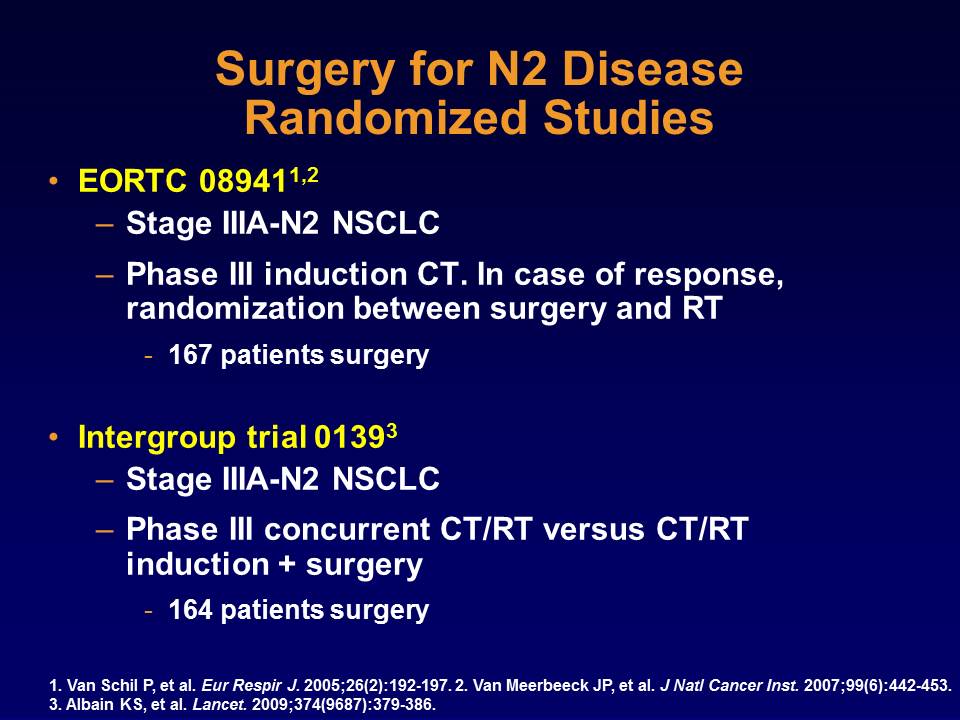 Surgery for N2 Disease
Randomized Studies
• EORTC 08941¹,²
– Stage IIIA-N2 NSCLC
– Phase III induction CT. In case of response,
randomization between surgery and RT
- 167 patients surgery
• Intergroup trial 0139³
– Stage IIIA-N2 NSCLC
– Phase III concurrent CT/RT versus CT/RT
induction + surgery
- 164 patients surgery
1. Van Schil P, et al. Eur Respir J. 2005;26(2):192-197. 2. Van Meerbeeck JP, et al. J Natl Cancer Inst. 2007;99(6):442-453.
3. Albain KS, et al. Lancet. 2009;374(9687):379-386.